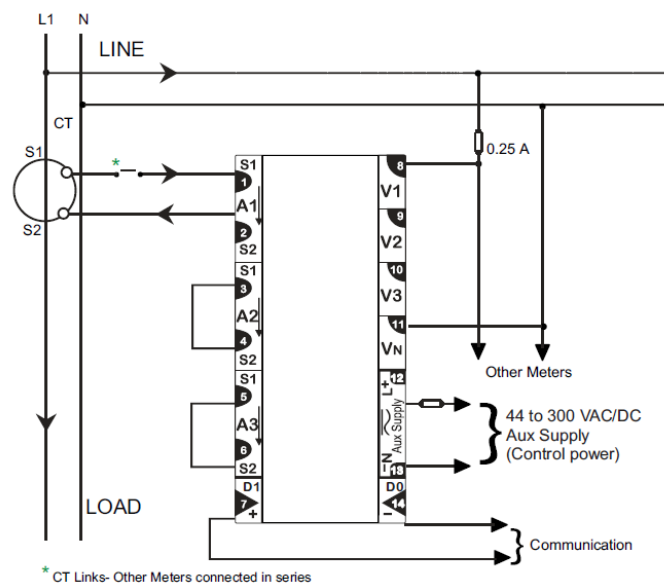 L1 N
LINE
CT
S1
S2
*
0.25 A
S1
1
A1
2
S2
S1
3
A2
4
S2
S1
5
A3
6
S2
D1
7
+
8
V1
9
V2
10
V3
11
VN
12
L+
Aux Supply
N-
13
D0
14
-
Other Meters
44 to 300 VAC/DC
Aux Supply
(Control power)
LOAD
Communication
* CT Links- Other Meters connected in series